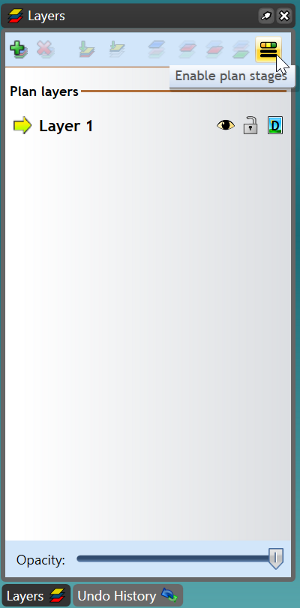 Layers
Enable plan stages
Plan layers
Layer 1
D
Opacity:
Layers
Undo History